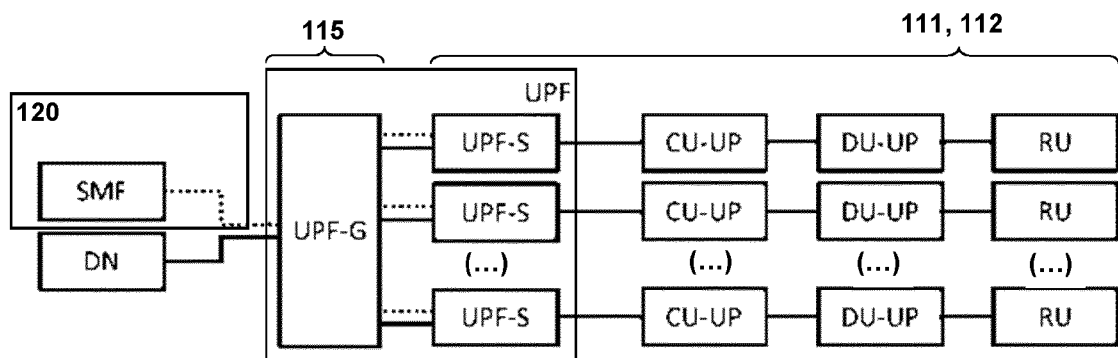 115
111, 112
120
UPF
SMF
DN
UPF-G
UPF-S CU-UP DU-UP RU
UPF-S CU-UP DU-UP RU
(...) (...) (...) (...)
UPF-S CU-UP DU-UP RU